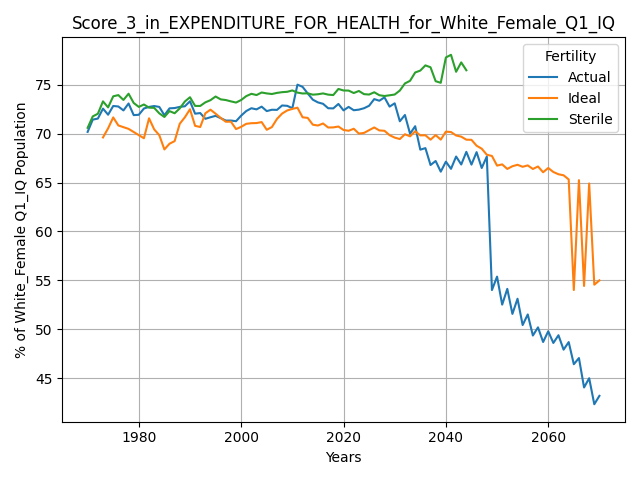 Score_3_in_EXPENDITURE_FOR_HEALTH_for_White_Female_Q1_IQ
Fertility
Actual
Ideal
Sterile
% of White_Female Q1_IQ Population
75
70
65
60
55
50
45
1980
2000
2020
2040
2060
Years